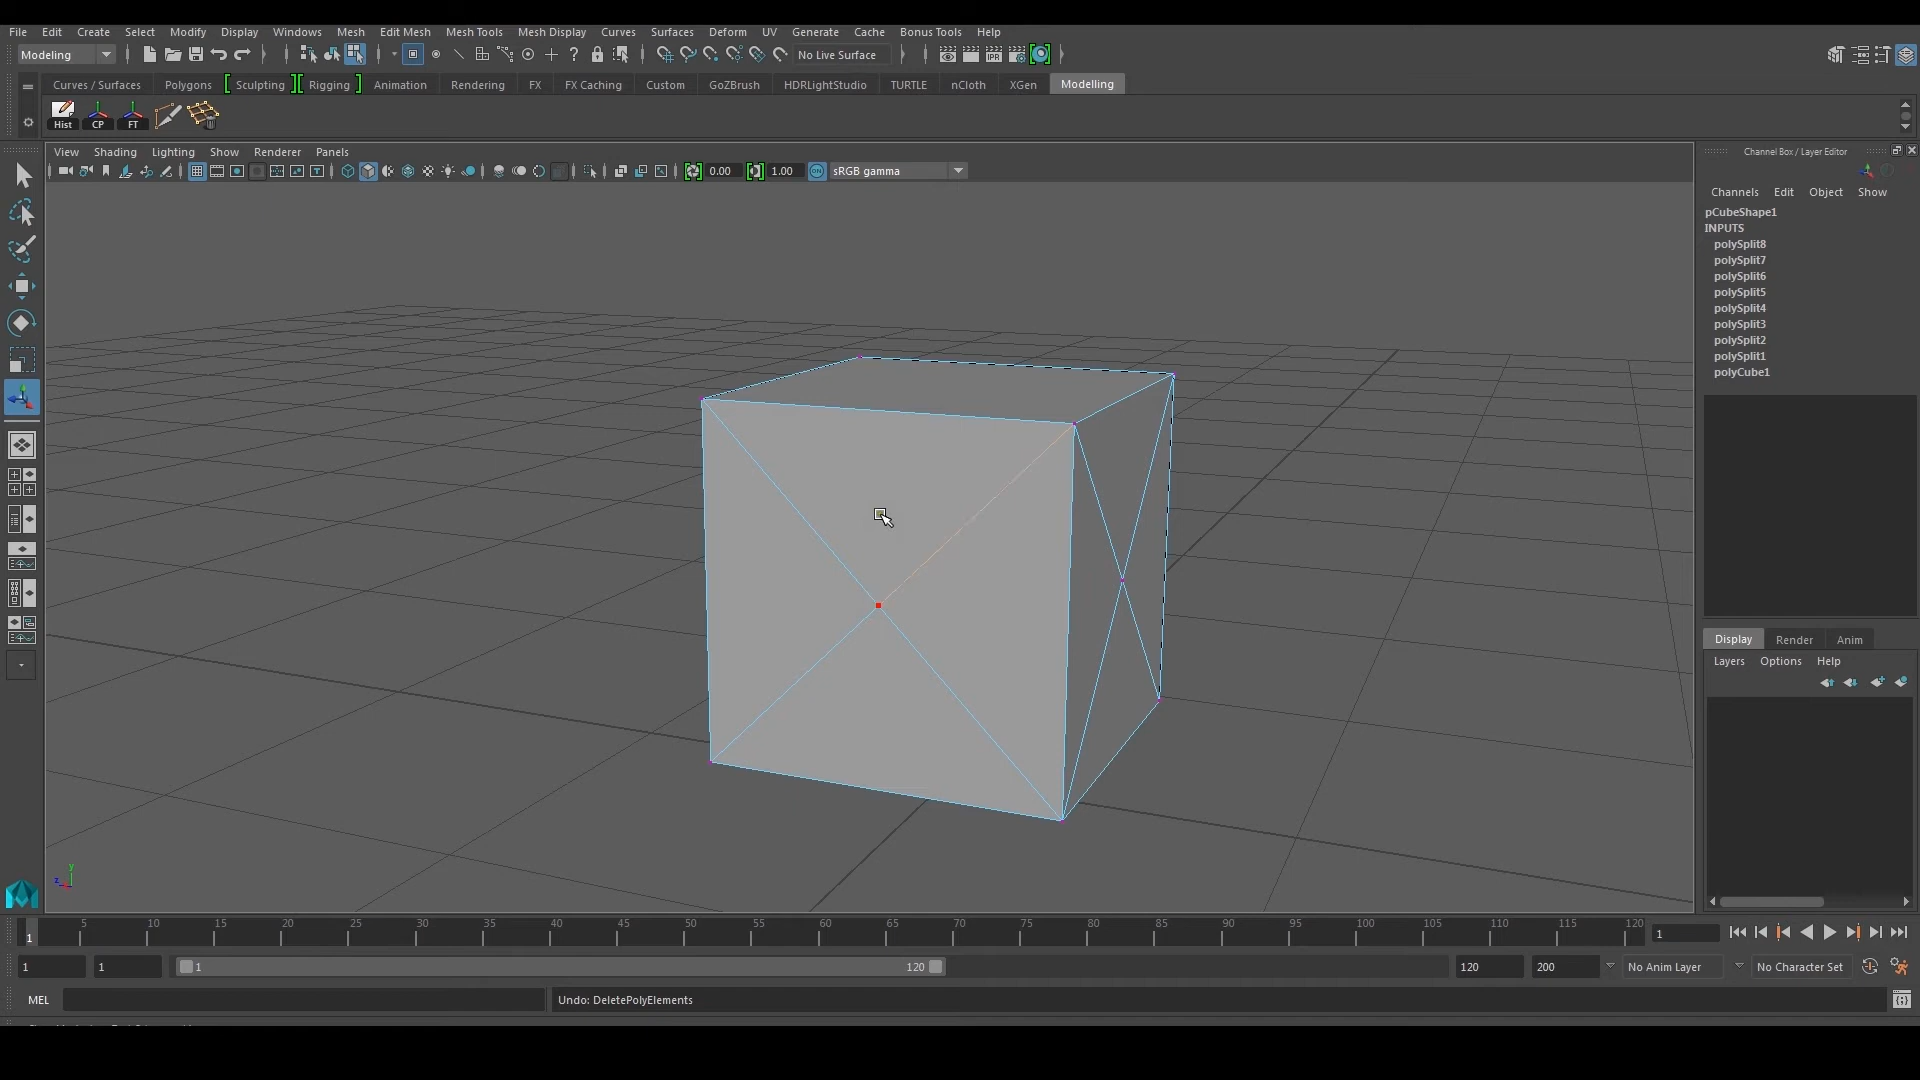 File Edit Create Select Modify Display Windows Mesh Edit Mesh Mesh Tools Mesh Display Curves Surfaces Deform UV Generate Cache Bonus Tools Help
Modeling No Live Surface
Curves / Surfaces Polygons Sculpting Rigging Animation Rendering FX FX Caching Custom GoZBrush HDRLightStudio TURTLE nCloth XGen Modelling
Hist CP FT
View Shading Lighting Show Renderer Panels
0.00 1.00 ON sRGB gamma
Channel Box / Layer Editor
Channels Edit Object Show
pCubeShape1
INPUTS
polySplit8
polySplit7
polySplit6
polySplit5
polySplit4
polySplit3
polySplit2
polySplit1
polyCube1
Display Render Anim
Layers Options Help
y
z
1 5 10 15 20 25 30 35 40 45 50 55 60 65 70 75 80 85 90 95 100 105 110 115 120 1
1 1 1 120 120 200 No Anim Layer No Character Set
MEL Undo: DeletePolyElements